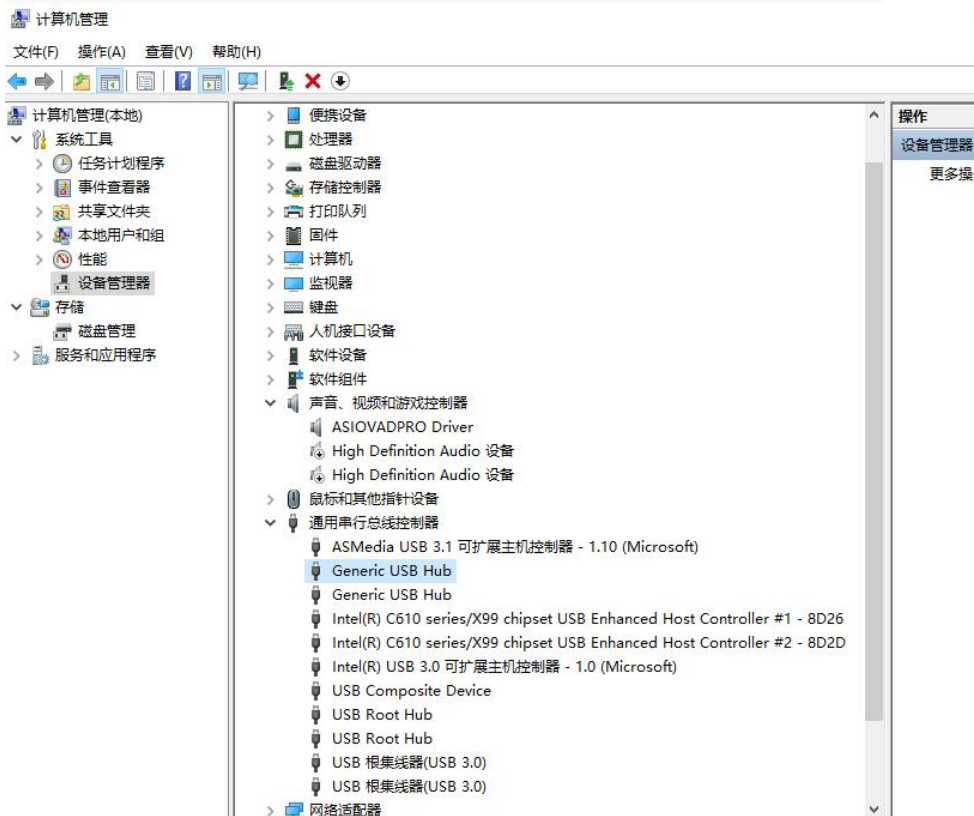 计算机管理
文件(F) 操作(A) 查看(V) 帮助(H)
计算机管理(本地)
系统工具
任务计划程序
事件查看器
共享文件夹
本地用户和组
性能
设备管理器
存储
磁盘管理
服务和应用程序
便携设备
处理器
磁盘驱动器
存储控制器
打印队列
固件
计算机
监视器
键盘
人机接口设备
软件设备
软件组件
声音、视频和游戏控制器
ASIOVADPRO Driver
High Definition Audio 设备
High Definition Audio 设备
鼠标和其他指针设备
通用串行总线控制器
ASMedia USB 3.1 可扩展主机控制器 - 1.10 (Microsoft)
Generic USB Hub
Generic USB Hub
Intel(R) C610 series/X99 chipset USB Enhanced Host Controller #1 - 8D26
Intel(R) C610 series/X99 chipset USB Enhanced Host Controller #2 - 8D2D
Intel(R) USB 3.0 可扩展主机控制器 - 1.0 (Microsoft)
USB Composite Device
USB Root Hub
USB Root Hub
USB 根集线器(USB 3.0)
USB 根集线器(USB 3.0)
网络适配器
操作
设备管理器
更多操